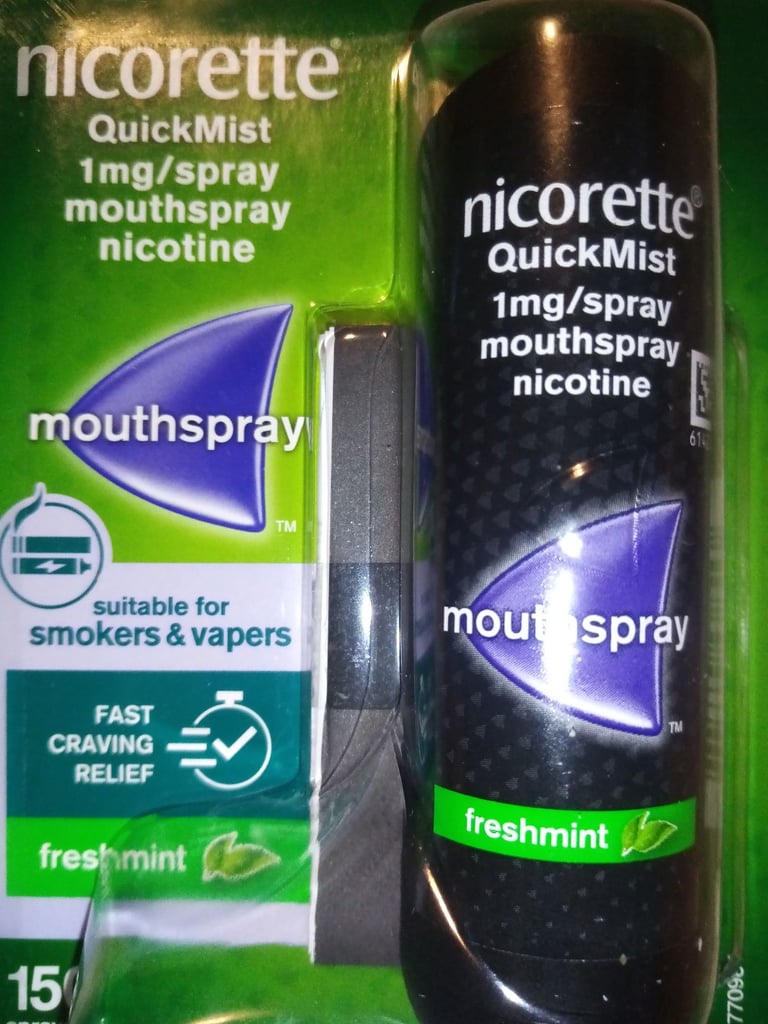 nicorette
QuickMist
1mg/spray
mouthspray
nicotine
mouthspray
TM
suitable for
smokers & vapers
FAST
CRAVING
RELIEF
freshmint
nicorette®
QuickMist
1mg/spray
mouthspray
nicotine
mouthspray
TM
freshmint